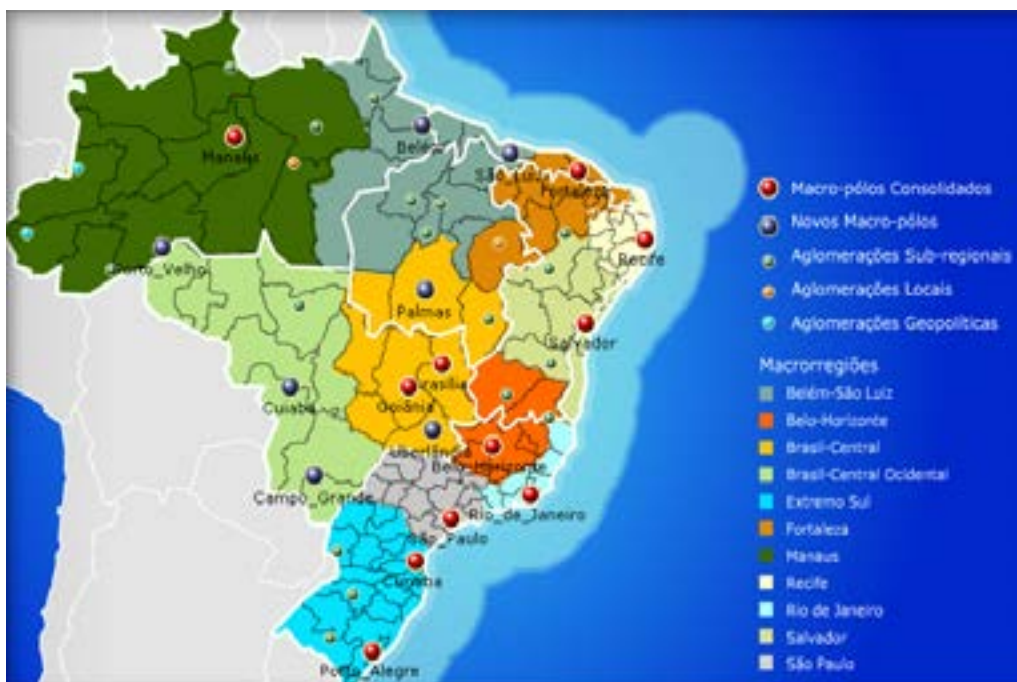 Manaus
Belém
São_Luiz
Fortaleza
Recife
Porto_Velho
Palmas
Salvador
Brasília
Goiânia
Cuiabá
Uberlândia
Belo_Horizonte
Campo_Grande
Rio_de_Janeiro
São_Paulo
Curitiba
Porto_Alegre
Macro-pólos Consolidados
Novos Macro-pólos
Aglomerações Sub-regionais
Aglomerações Locais
Aglomerações Geopolíticas
Macrorregiões
Belém-São Luiz
Belo-Horizonte
Brasil-Central
Brasil-Central Ocidental
Extremo Sul
Fortaleza
Manaus
Recife
Rio de Janeiro
Salvador
São Paulo